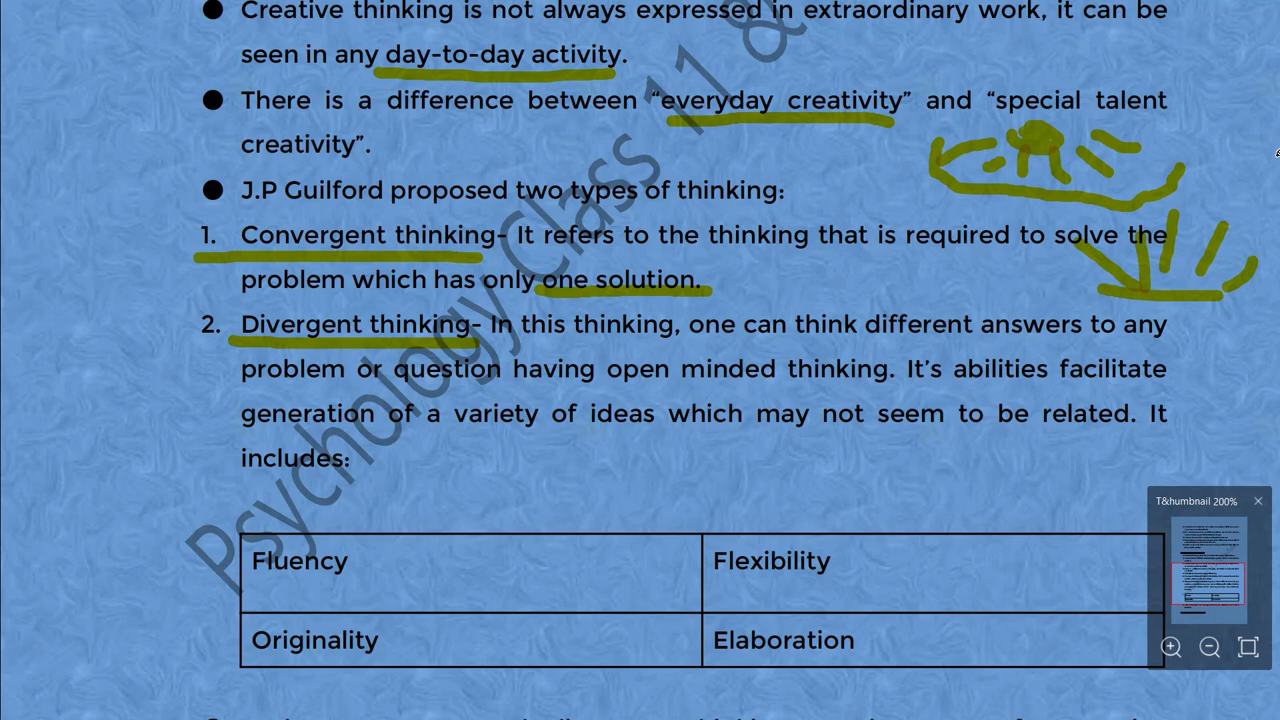 ● Creative thinking is not always expressed in extraordinary work, it can be
seen in any day-to-day activity.
● There is a difference between “everyday creativity” and “special talent
creativity”.
● J.P Guilford proposed two types of thinking:
1. Convergent thinking- It refers to the thinking that is required to solve the
problem which has only one solution.
2. Divergent thinking- In this thinking, one can think different answers to any
problem or question having open minded thinking. It’s abilities facilitate
generation of a variety of ideas which may not seem to be related. It
includes:
Fluency Flexibility
Originality Elaboration
Psychology Class 11 &
T&humbnail 200%